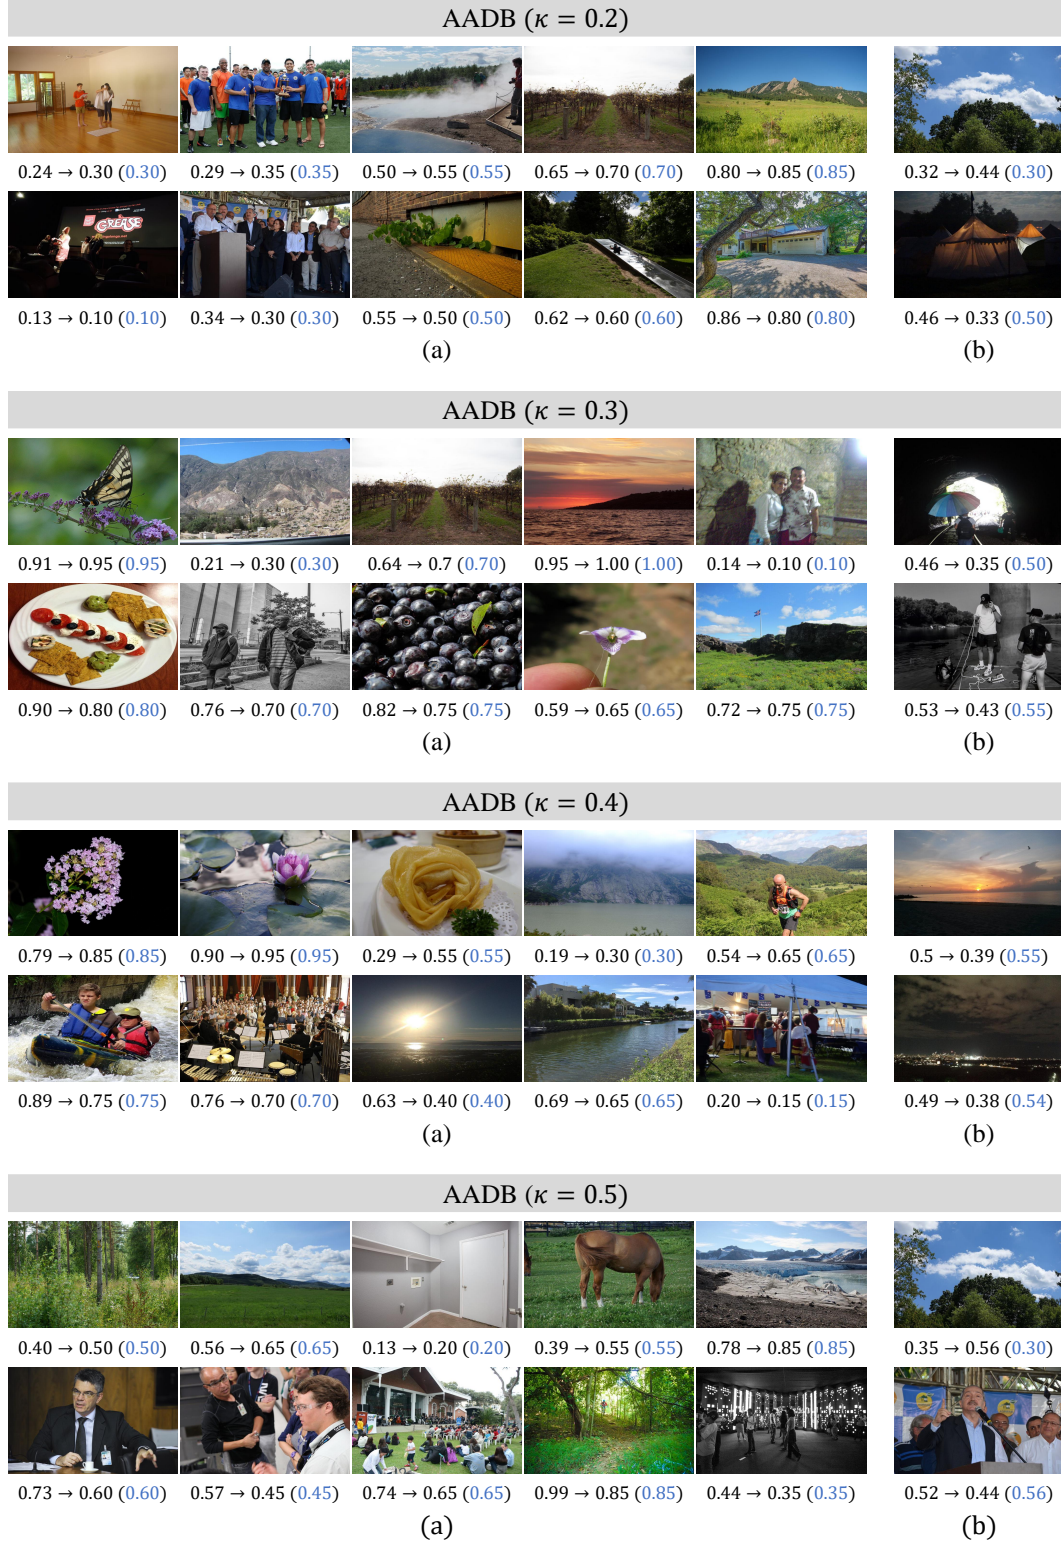 AADB (κ = 0.2)
0.24 → 0.30 (0.30) 0.29 → 0.35 (0.35) 0.50 → 0.55 (0.55) 0.65 → 0.70 (0.70) 0.80 → 0.85 (0.85) 0.32 → 0.44 (0.30)
GREASE
0.13 → 0.10 (0.10) 0.34 → 0.30 (0.30) 0.55 → 0.50 (0.50) 0.62 → 0.60 (0.60) 0.86 → 0.80 (0.80) 0.46 → 0.33 (0.50)
(a) (b)
AADB (κ = 0.3)
0.91 → 0.95 (0.95) 0.21 → 0.30 (0.30) 0.64 → 0.7 (0.70) 0.95 → 1.00 (1.00) 0.14 → 0.10 (0.10) 0.46 → 0.35 (0.50)
0.90 → 0.80 (0.80) 0.76 → 0.70 (0.70) 0.82 → 0.75 (0.75) 0.59 → 0.65 (0.65) 0.72 → 0.75 (0.75) 0.53 → 0.43 (0.55)
(a) (b)
AADB (κ = 0.4)
0.79 → 0.85 (0.85) 0.90 → 0.95 (0.95) 0.29 → 0.55 (0.55) 0.19 → 0.30 (0.30) 0.54 → 0.65 (0.65) 0.5 → 0.39 (0.55)
0.89 → 0.75 (0.75) 0.76 → 0.70 (0.70) 0.63 → 0.40 (0.40) 0.69 → 0.65 (0.65) 0.20 → 0.15 (0.15) 0.49 → 0.38 (0.54)
(a) (b)
AADB (κ = 0.5)
0.40 → 0.50 (0.50) 0.56 → 0.65 (0.65) 0.13 → 0.20 (0.20) 0.39 → 0.55 (0.55) 0.78 → 0.85 (0.85) 0.35 → 0.56 (0.30)
0.73 → 0.60 (0.60) 0.57 → 0.45 (0.45) 0.74 → 0.65 (0.65) 0.99 → 0.85 (0.85) 0.44 → 0.35 (0.35) 0.52 → 0.44 (0.56)
(a) (b)